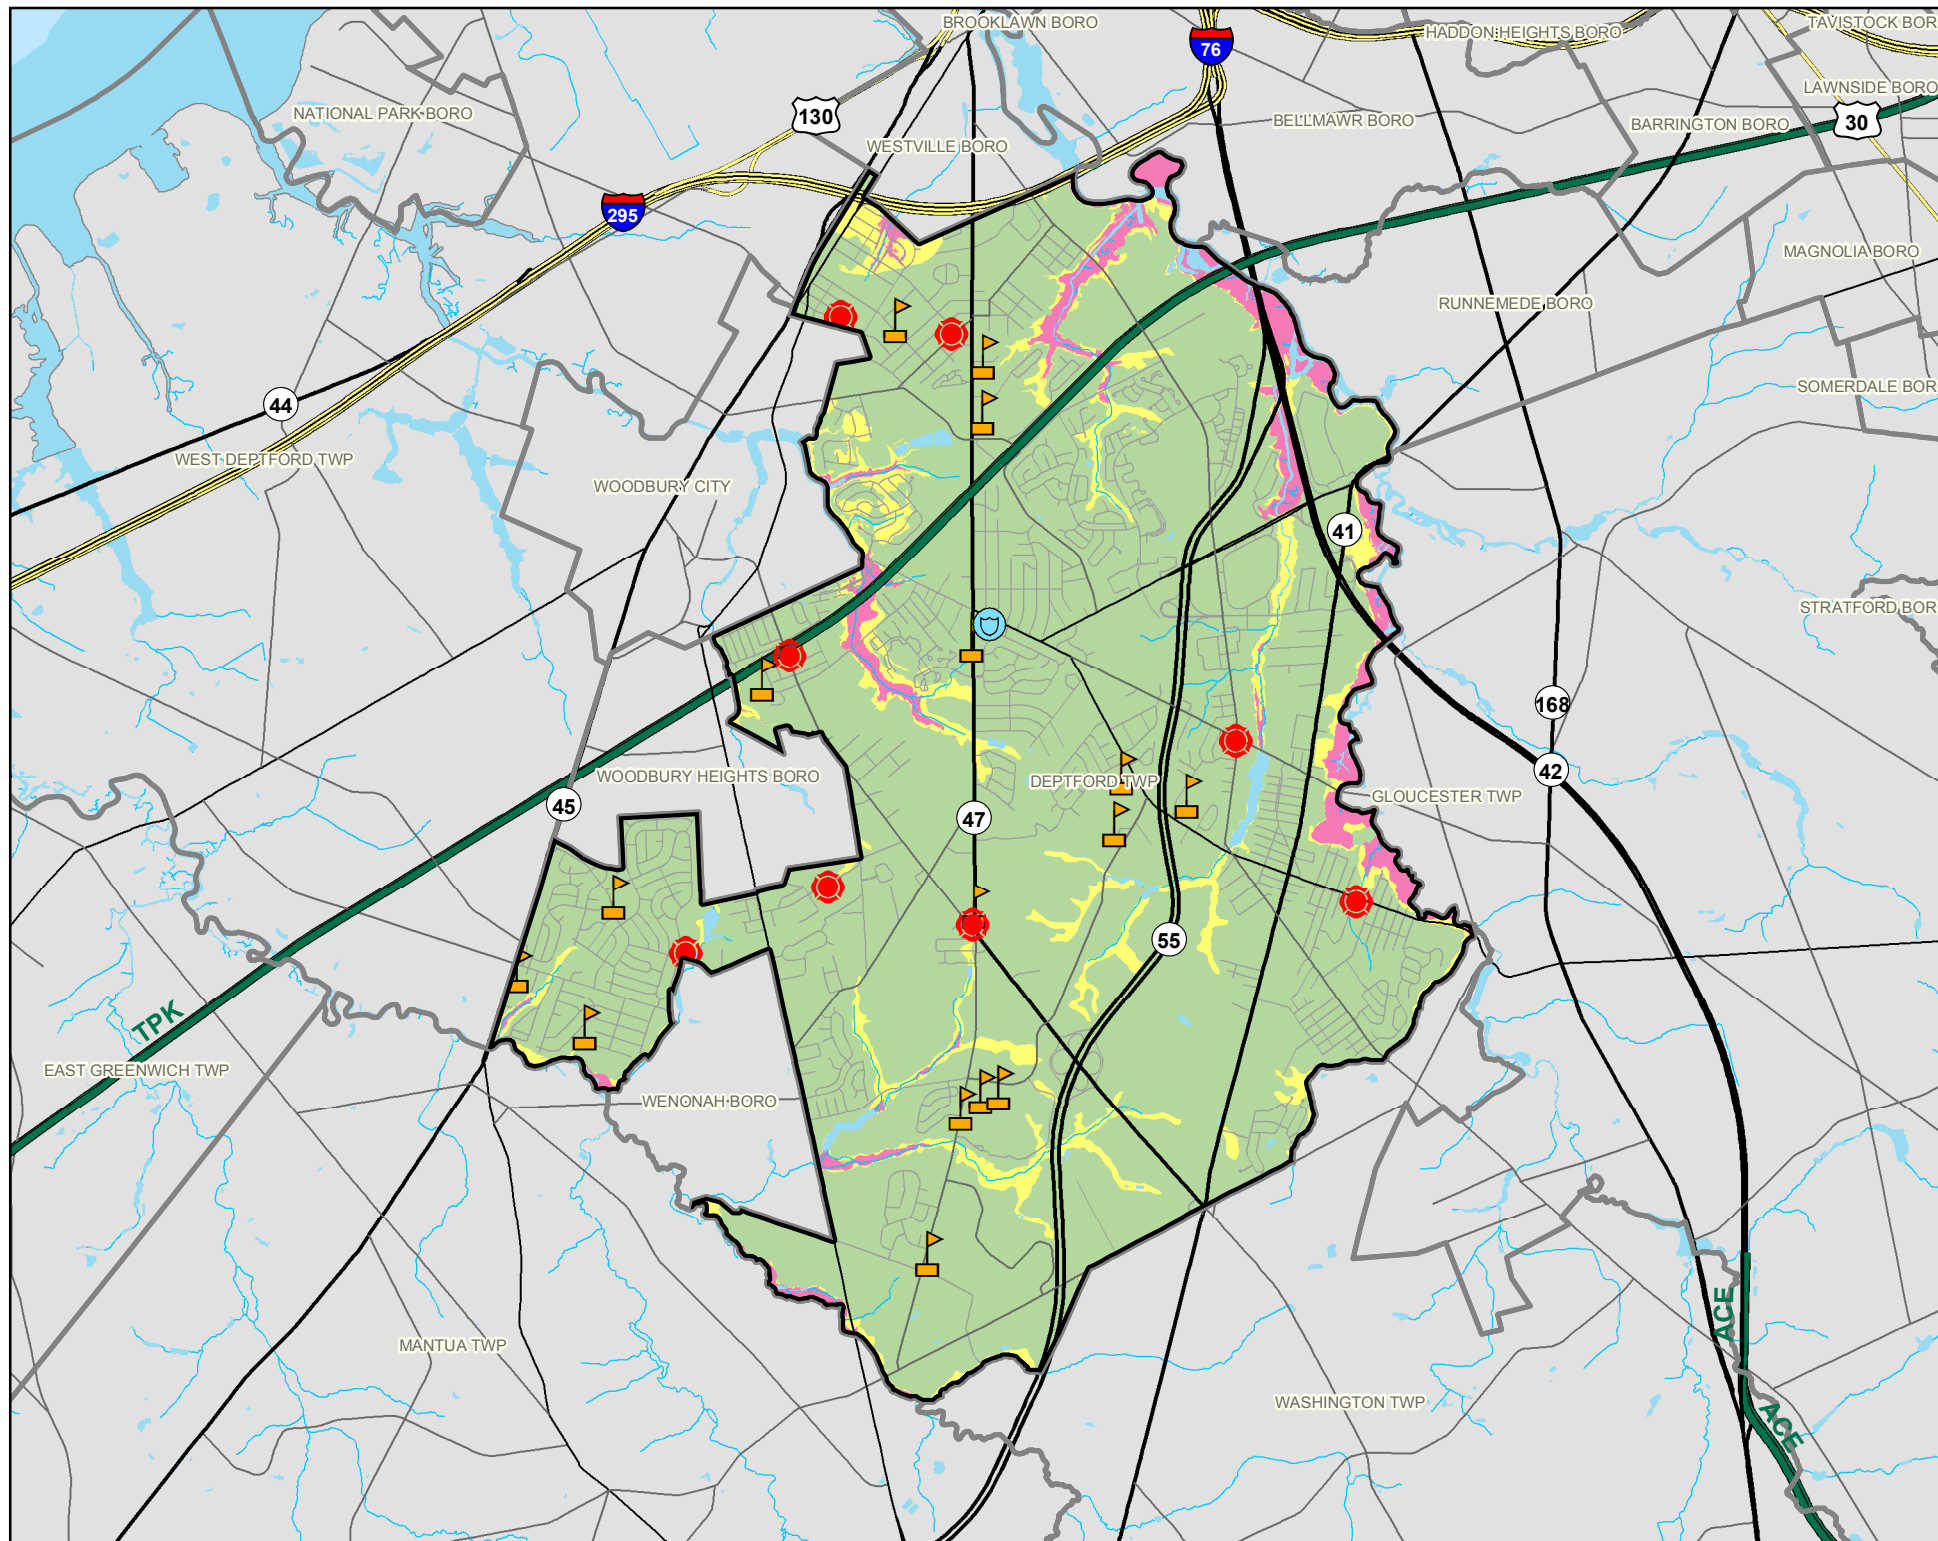 BROOKLAWN BORO
TAVISTOCK BOR
HADDON HEIGHTS BORO
76
LAWNSIDE BORO
NATIONAL PARK BORO
130
BELLMAWR BORO
BARRINGTON BORO
30
WESTVILLE BORO
295
MAGNOLIA BORO
RUNNEMEDE BORO
SOMERDALE BOR
44
WEST DEPTFORD TWP
WOODBURY CITY
41
STRATFORD BOR
168
WOODBURY HEIGHTS BORO
DEPTFORD TWP
42
GLOUCESTER TWP
45
47
55
TPK
EAST GREENWICH TWP
WENONAH BORO
ACE
MANTUA TWP
WASHINGTON TWP
ACE